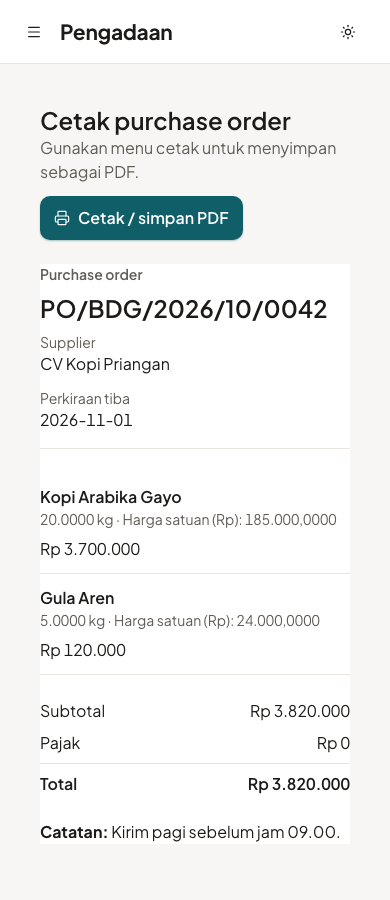 Pengadaan
Cetak purchase order
Gunakan menu cetak untuk menyimpan
sebagai PDF.
Cetak / simpan PDF
Purchase order
PO/BDG/2026/10/0042
Supplier
CV Kopi Priangan
Perkiraan tiba
2026-11-01
Kopi Arabika Gayo
20.0000 kg · Harga satuan (Rp): 185.000,0000
Rp 3.700.000
Gula Aren
5.0000 kg · Harga satuan (Rp): 24.000,0000
Rp 120.000
Subtotal Rp 3.820.000
Pajak Rp 0
Total Rp 3.820.000
Catatan: Kirim pagi sebelum jam 09.00.